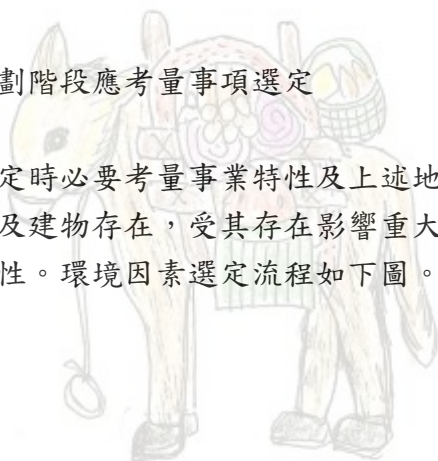 劃階段應考量事項選定
定時必要考量事業特性及上述地
及建物存在，受其存在影響重大
性。環境因素選定流程如下圖。